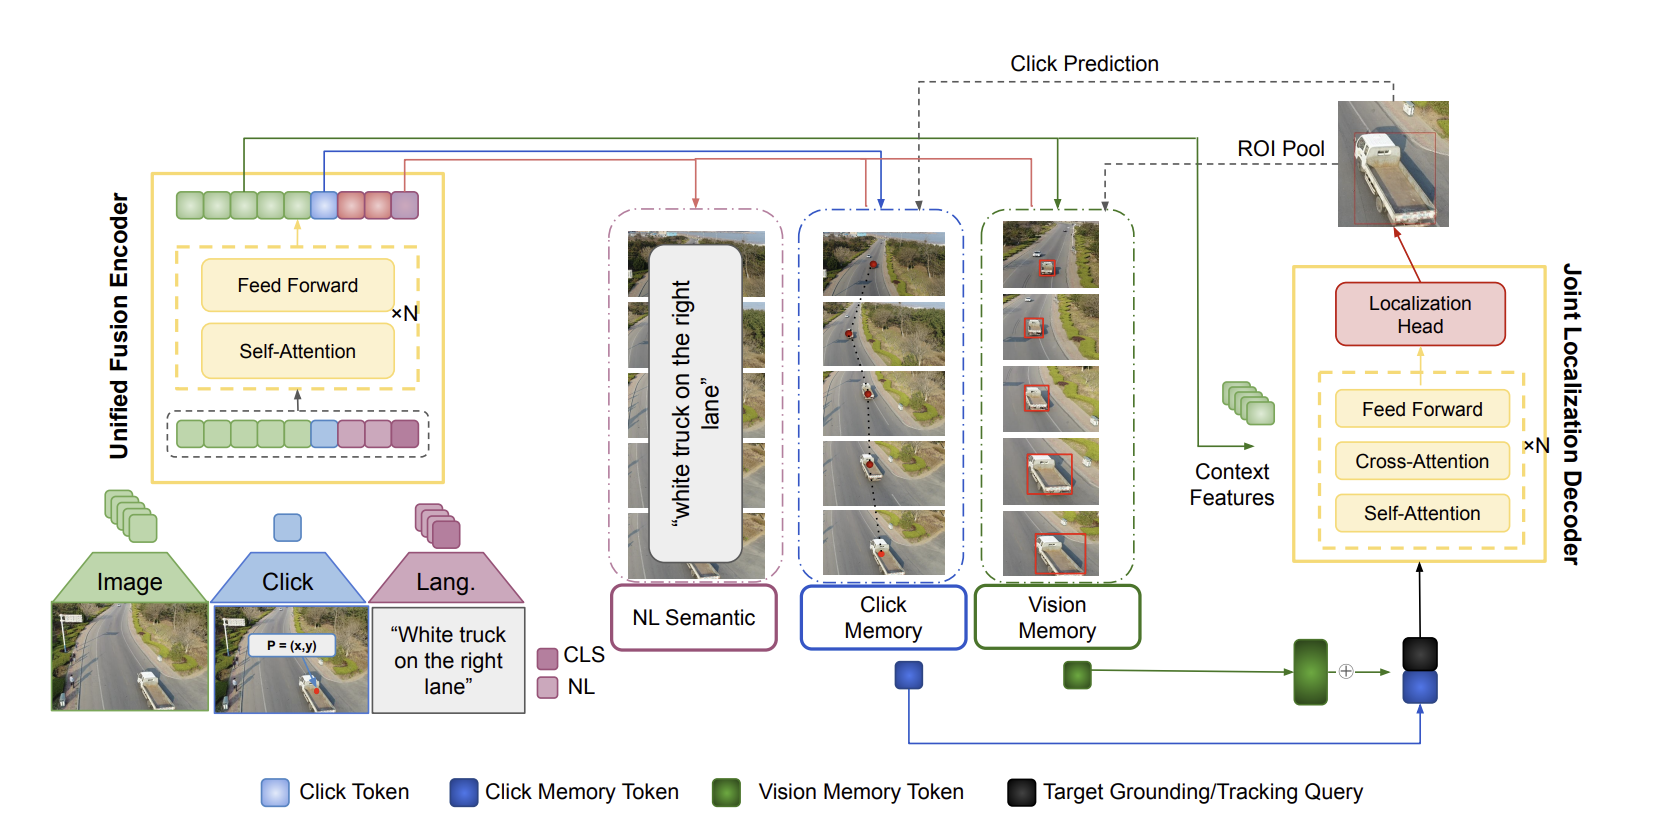 Click Prediction
ROI Pool
Unified Fusion Encoder
Feed Forward
×N
Self-Attention
"white truck on the right
lane"
Localization
Head
Joint Localization Decoder
Feed Forward
×N
Cross-Attention
Self-Attention
Context
Features
Image
Click
Lang.
P = (x,y)
"White truck
on the right
lane"
CLS
NL
NL Semantic
Click
Memory
Vision
Memory
Click Token
Click Memory Token
Vision Memory Token
Target Grounding/Tracking Query